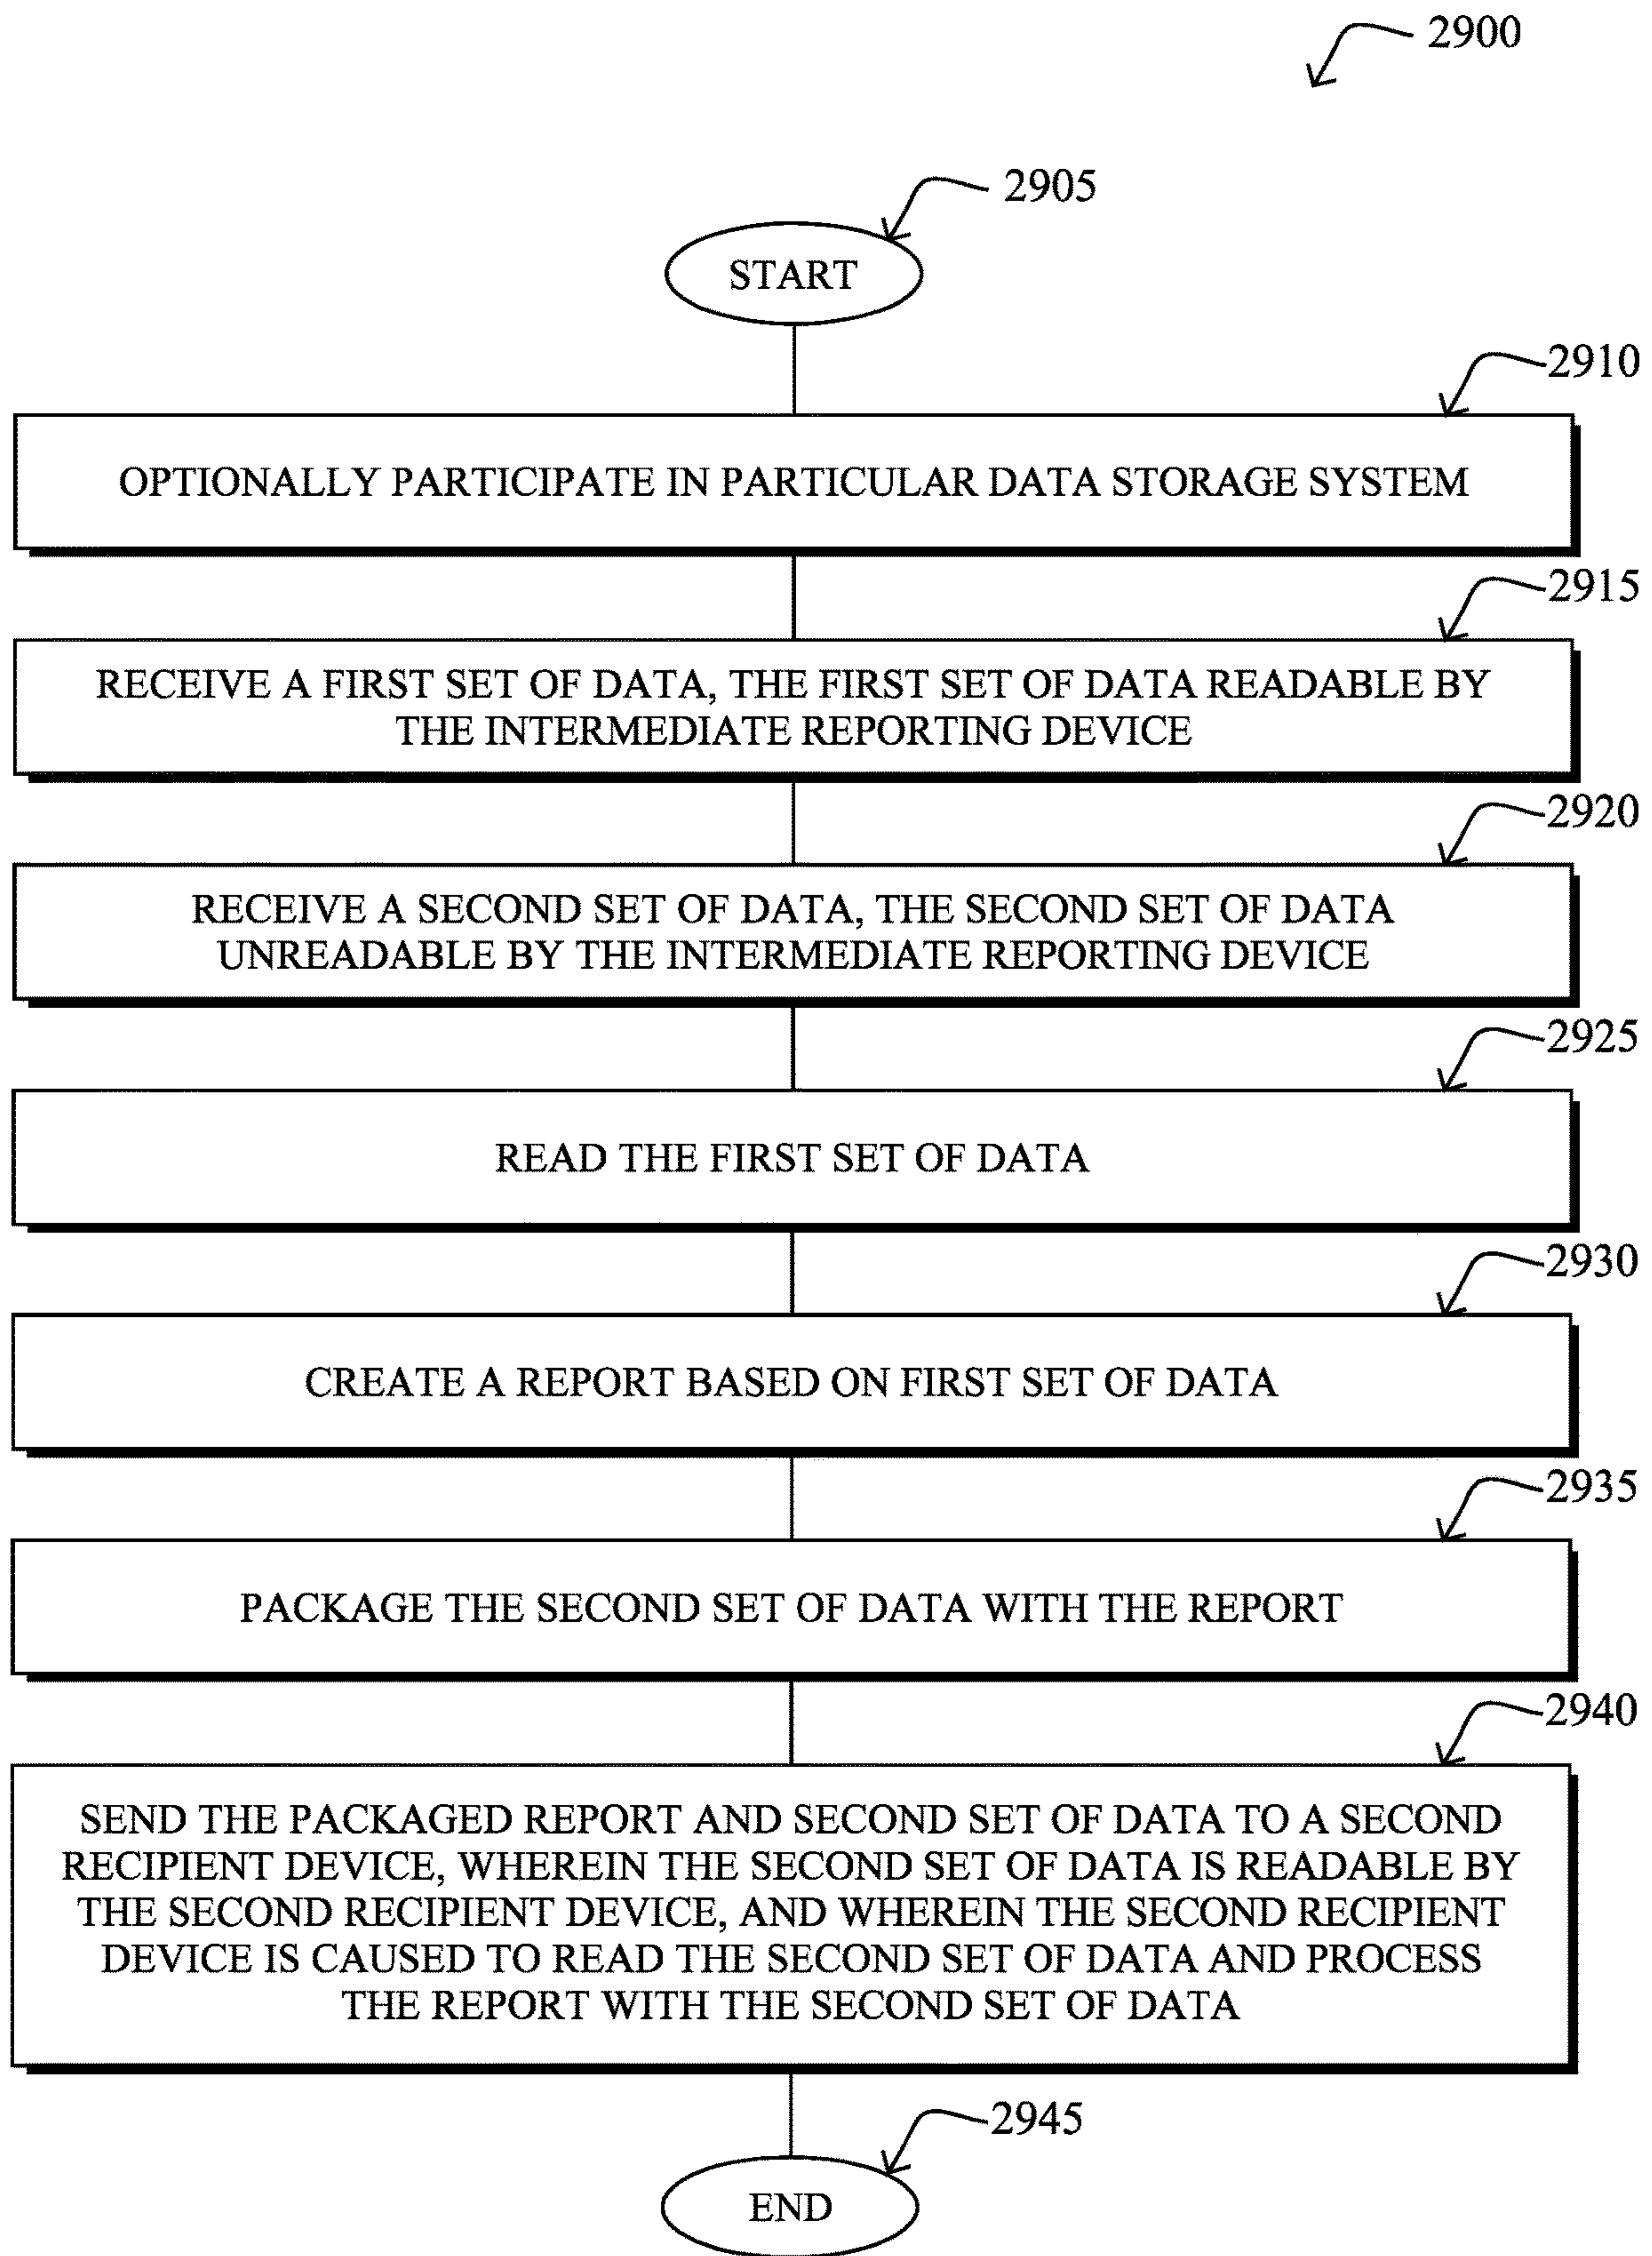 2900
2905
START
2910
OPTIONALLY PARTICIPATE IN PARTICULAR DATA STORAGE SYSTEM
2915
RECEIVE A FIRST SET OF DATA, THE FIRST SET OF DATA READABLE BY
THE INTERMEDIATE REPORTING DEVICE
2920
RECEIVE A SECOND SET OF DATA, THE SECOND SET OF DATA
UNREADABLE BY THE INTERMEDIATE REPORTING DEVICE
2925
READ THE FIRST SET OF DATA
2930
CREATE A REPORT BASED ON FIRST SET OF DATA
2935
PACKAGE THE SECOND SET OF DATA WITH THE REPORT
2940
SEND THE PACKAGED REPORT AND SECOND SET OF DATA TO A SECOND
RECIPIENT DEVICE, WHEREIN THE SECOND SET OF DATA IS READABLE BY
THE SECOND RECIPIENT DEVICE, AND WHEREIN THE SECOND RECIPIENT
DEVICE IS CAUSED TO READ THE SECOND SET OF DATA AND PROCESS
THE REPORT WITH THE SECOND SET OF DATA
2945
END